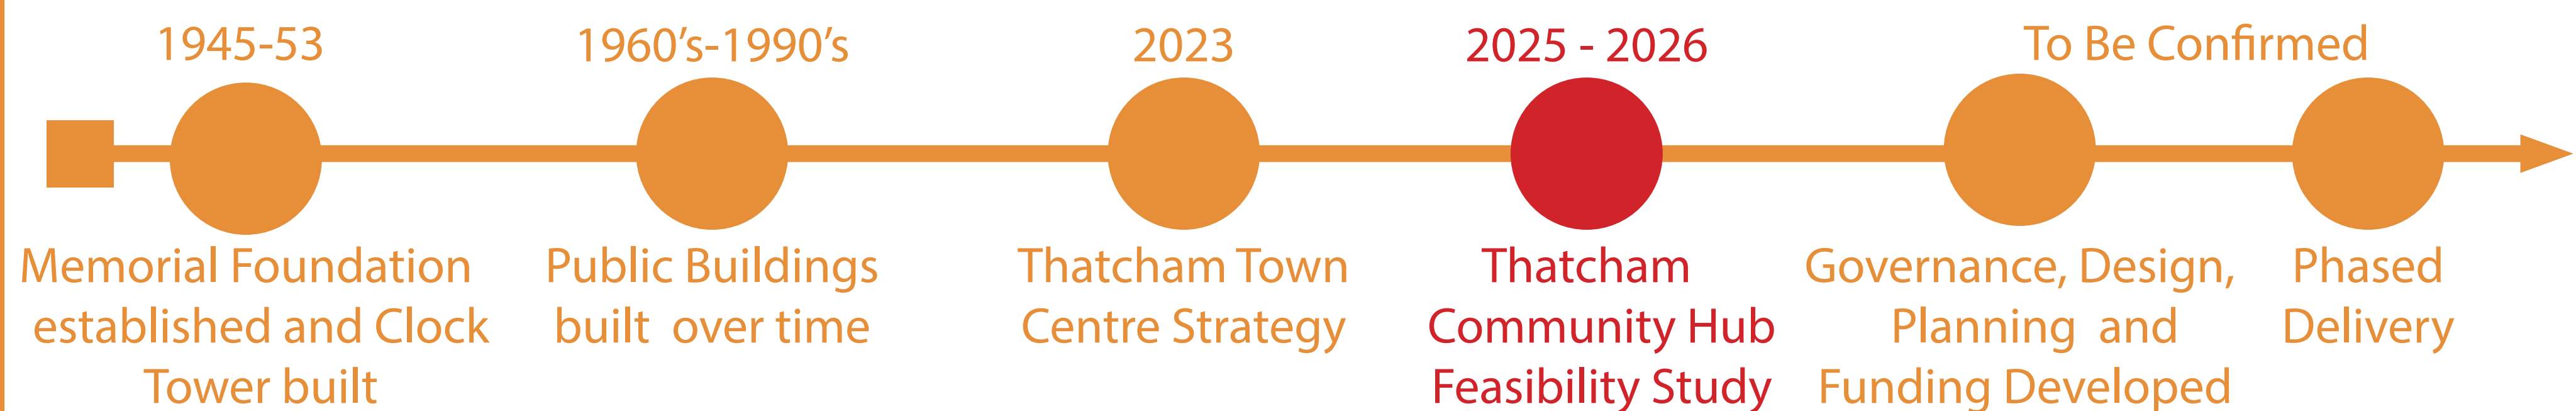 1945-53
Memorial Foundation
established and Clock
Tower built
1960’s-1990’s
Public Buildings
built over time
2023
Thatcham Town
Centre Strategy
2025 - 2026
Thatcham
Community Hub
Feasibility Study
To Be Confirmed
Governance, Design,
Planning and
Funding Developed
Phased
Delivery